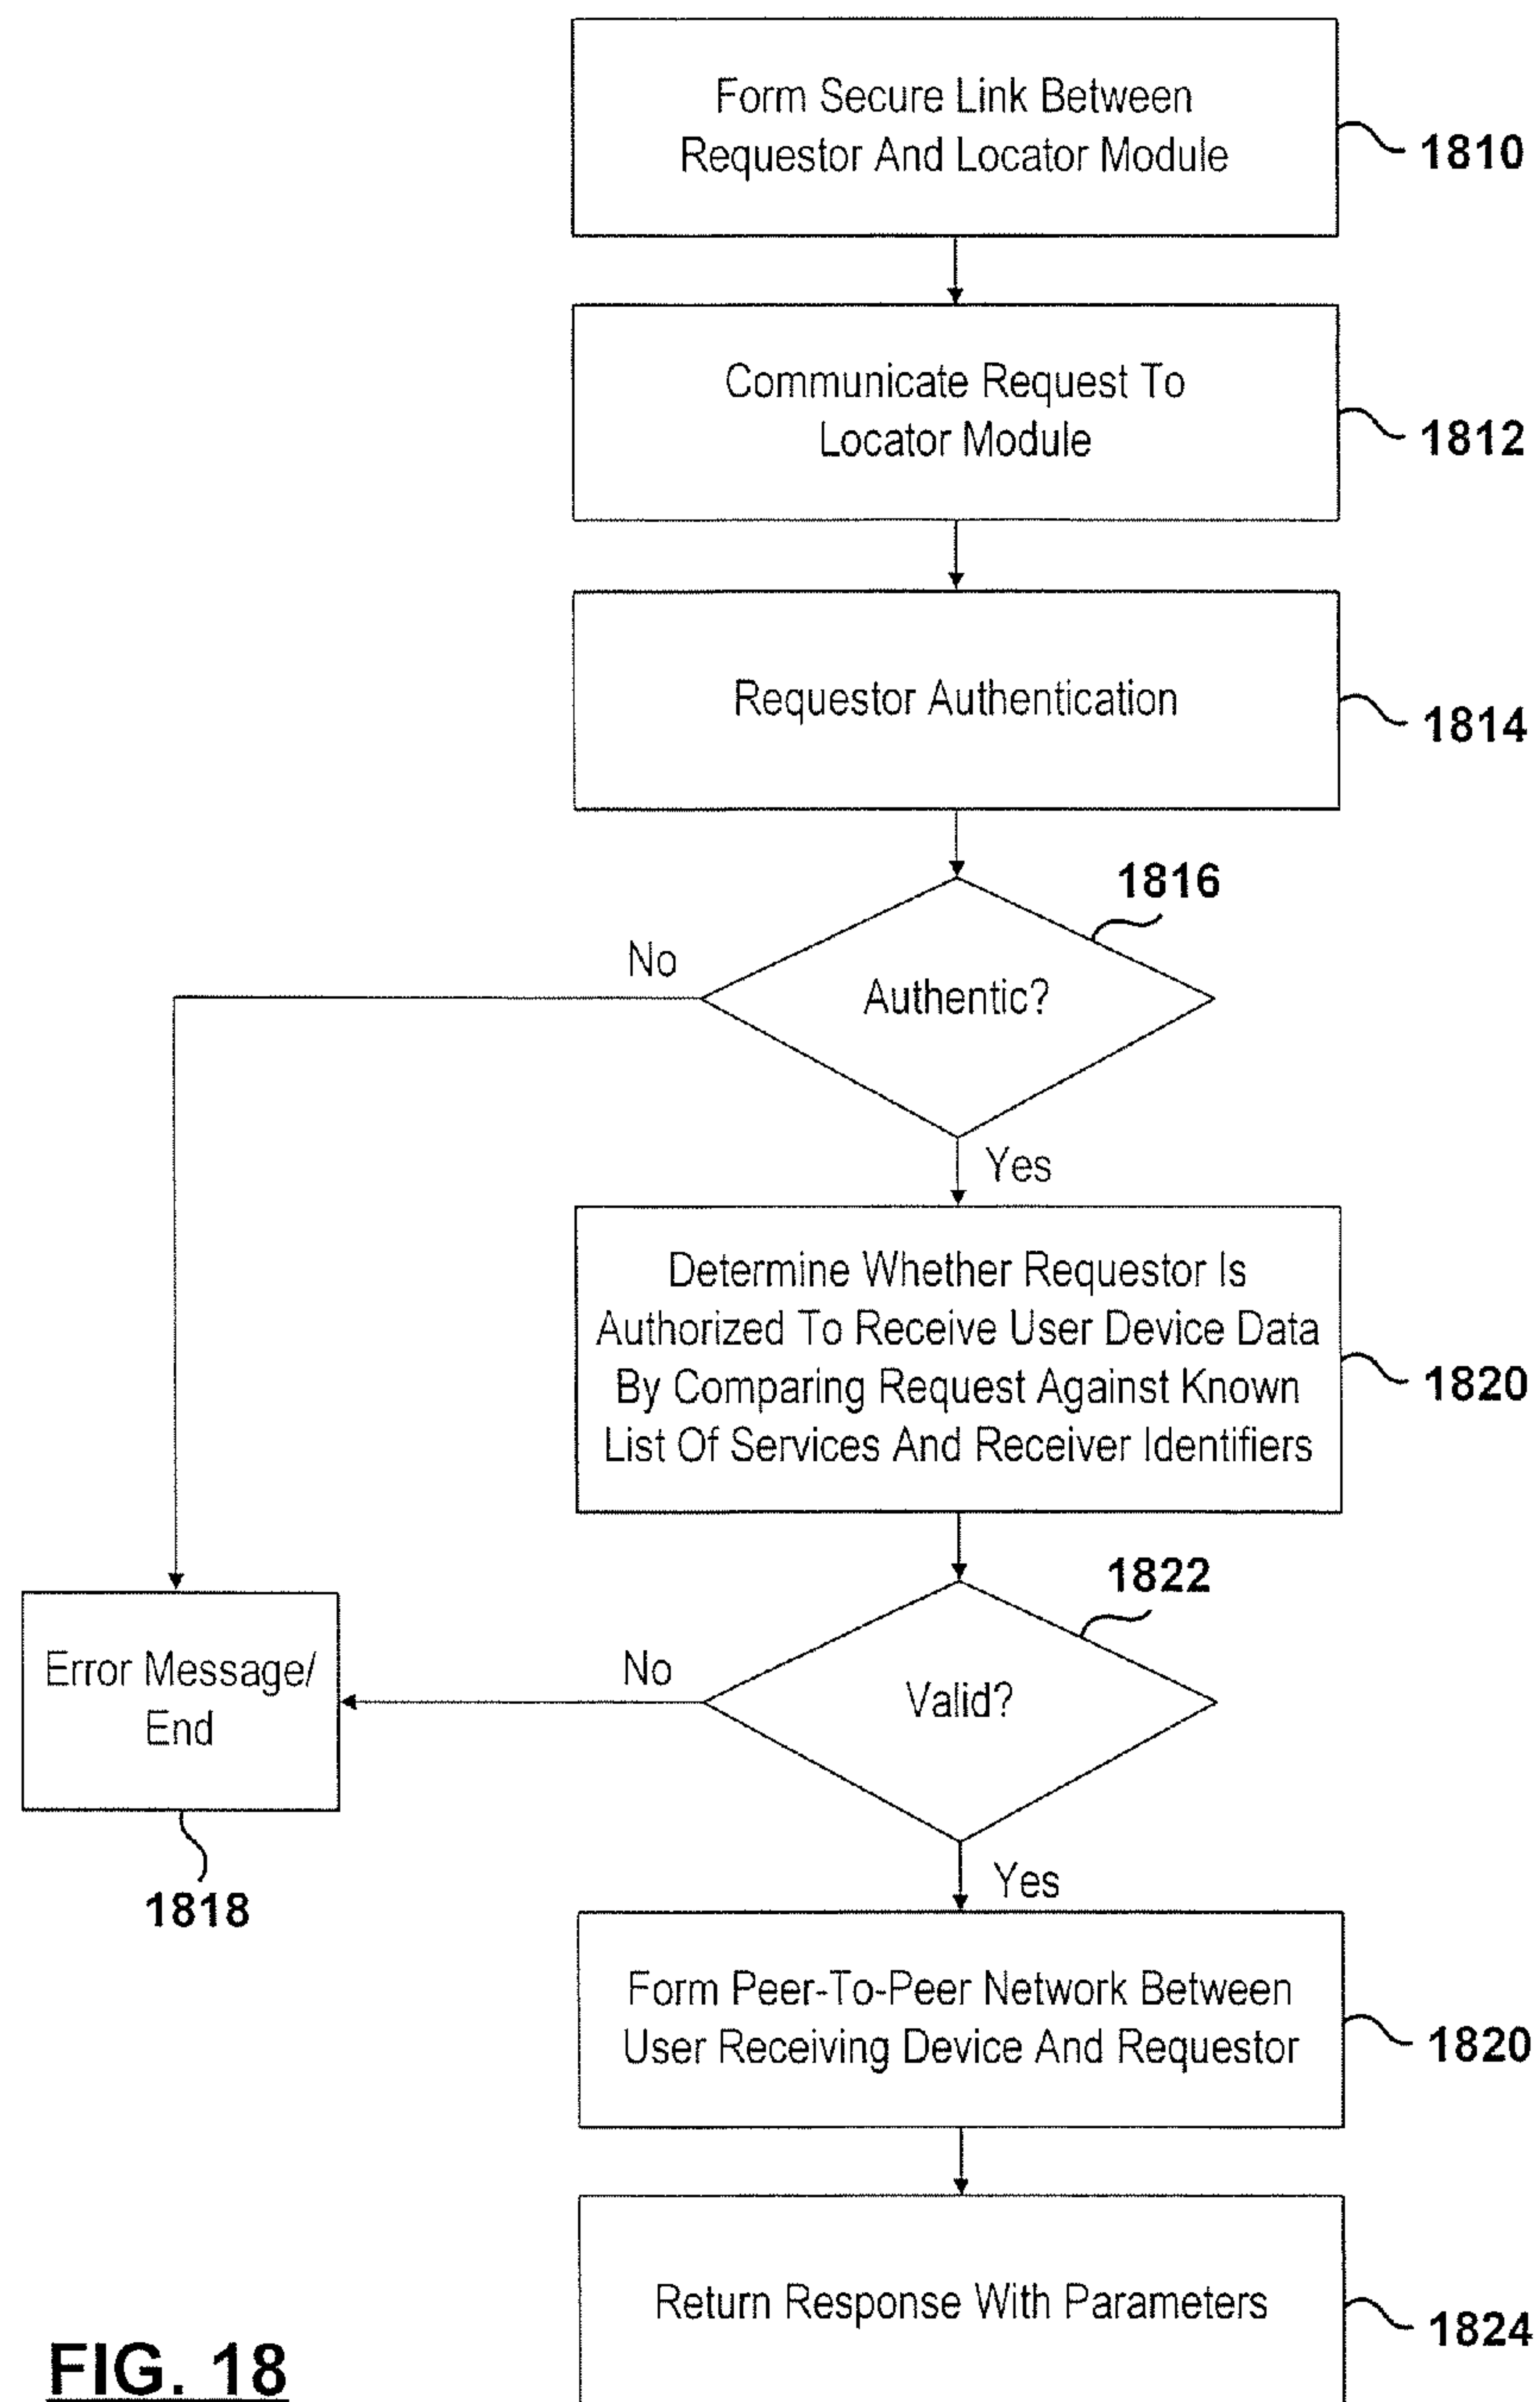 Form Secure Link Between
Requestor And Locator Module
1810
Communicate Request To
Locator Module
1812
Requestor Authentication
1814
1816
No
Authentic?
Yes
Determine Whether Requestor Is
Authorized To Receive User Device Data
By Comparing Request Against Known
List Of Services And Receiver Identifiers
1820
1822
Error Message/
End
No
Valid?
1818
Yes
Form Peer-To-Peer Network Between
User Receiving Device And Requestor
1820
Return Response With Parameters
1824
FIG. 18